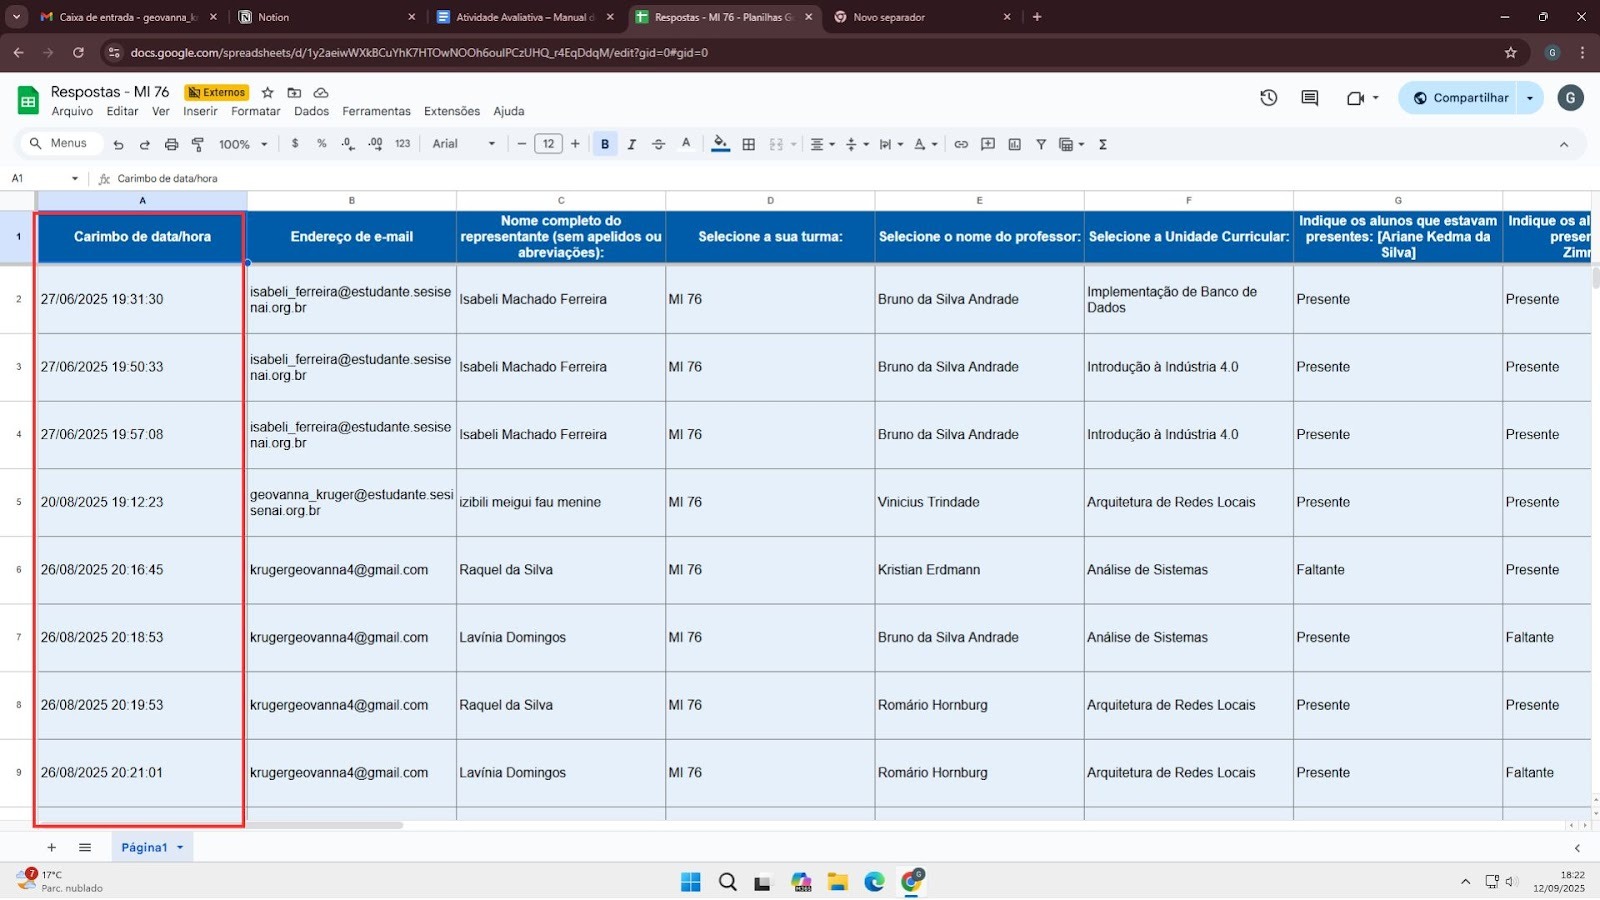 Caixa de entrada - geovanna_k
Notion
Atividade Avaliativa – Manual d
Respostas - MI 76 - Planilhas G
Novo separador
docs.google.com/spreadsheets/d/1y2aeiwWXkBCuYhK7HTOwNOOh6oulPCzUHQ_r4EqDdqM/edit?gid=0#gid=0
G
Respostas - MI 76
Externos
Arquivo Editar Ver Inserir Formatar Dados Ferramentas Extensões Ajuda
Compartilhar
G
Menus
100%
$ % .0 .00 123
Arial
12
B I
A
A1
Carimbo de data/hora
A B C D E F G
1
Carimbo de data/hora
Endereço de e-mail
Nome completo do
representante (sem apelidos ou
abreviações):
Selecione a sua turma:
Selecione o nome do professor:
Selecione a Unidade Curricular:
Indique os alunos que estavam
presentes: [Ariane Kedma da
Silva]
Indique os al
preser
Zimr
2
27/06/2025 19:31:30
isabeli_ferreira@estudante.sesise
nai.org.br
Isabeli Machado Ferreira
MI 76
Bruno da Silva Andrade
Implementação de Banco de
Dados
Presente
Presente
3
27/06/2025 19:50:33
isabeli_ferreira@estudante.sesise
nai.org.br
Isabeli Machado Ferreira
MI 76
Bruno da Silva Andrade
Introdução à Indústria 4.0
Presente
Presente
4
27/06/2025 19:57:08
isabeli_ferreira@estudante.sesise
nai.org.br
Isabeli Machado Ferreira
MI 76
Bruno da Silva Andrade
Introdução à Indústria 4.0
Presente
Presente
5
20/08/2025 19:12:23
geovanna_kruger@estudante.sesi
senai.org.br
izibili meigui fau menine
MI 76
Vinicius Trindade
Arquitetura de Redes Locais
Presente
Presente
6
26/08/2025 20:16:45
krugergeovanna4@gmail.com
Raquel da Silva
MI 76
Kristian Erdmann
Análise de Sistemas
Faltante
Presente
7
26/08/2025 20:18:53
krugergeovanna4@gmail.com
Lavínia Domingos
MI 76
Bruno da Silva Andrade
Análise de Sistemas
Presente
Faltante
8
26/08/2025 20:19:53
krugergeovanna4@gmail.com
Raquel da Silva
MI 76
Romário Hornburg
Arquitetura de Redes Locais
Presente
Presente
9
26/08/2025 20:21:01
krugergeovanna4@gmail.com
Lavínia Domingos
MI 76
Romário Hornburg
Arquitetura de Redes Locais
Presente
Faltante
Página1
7
17°C
Parc. nublado
18:22
12/09/2025